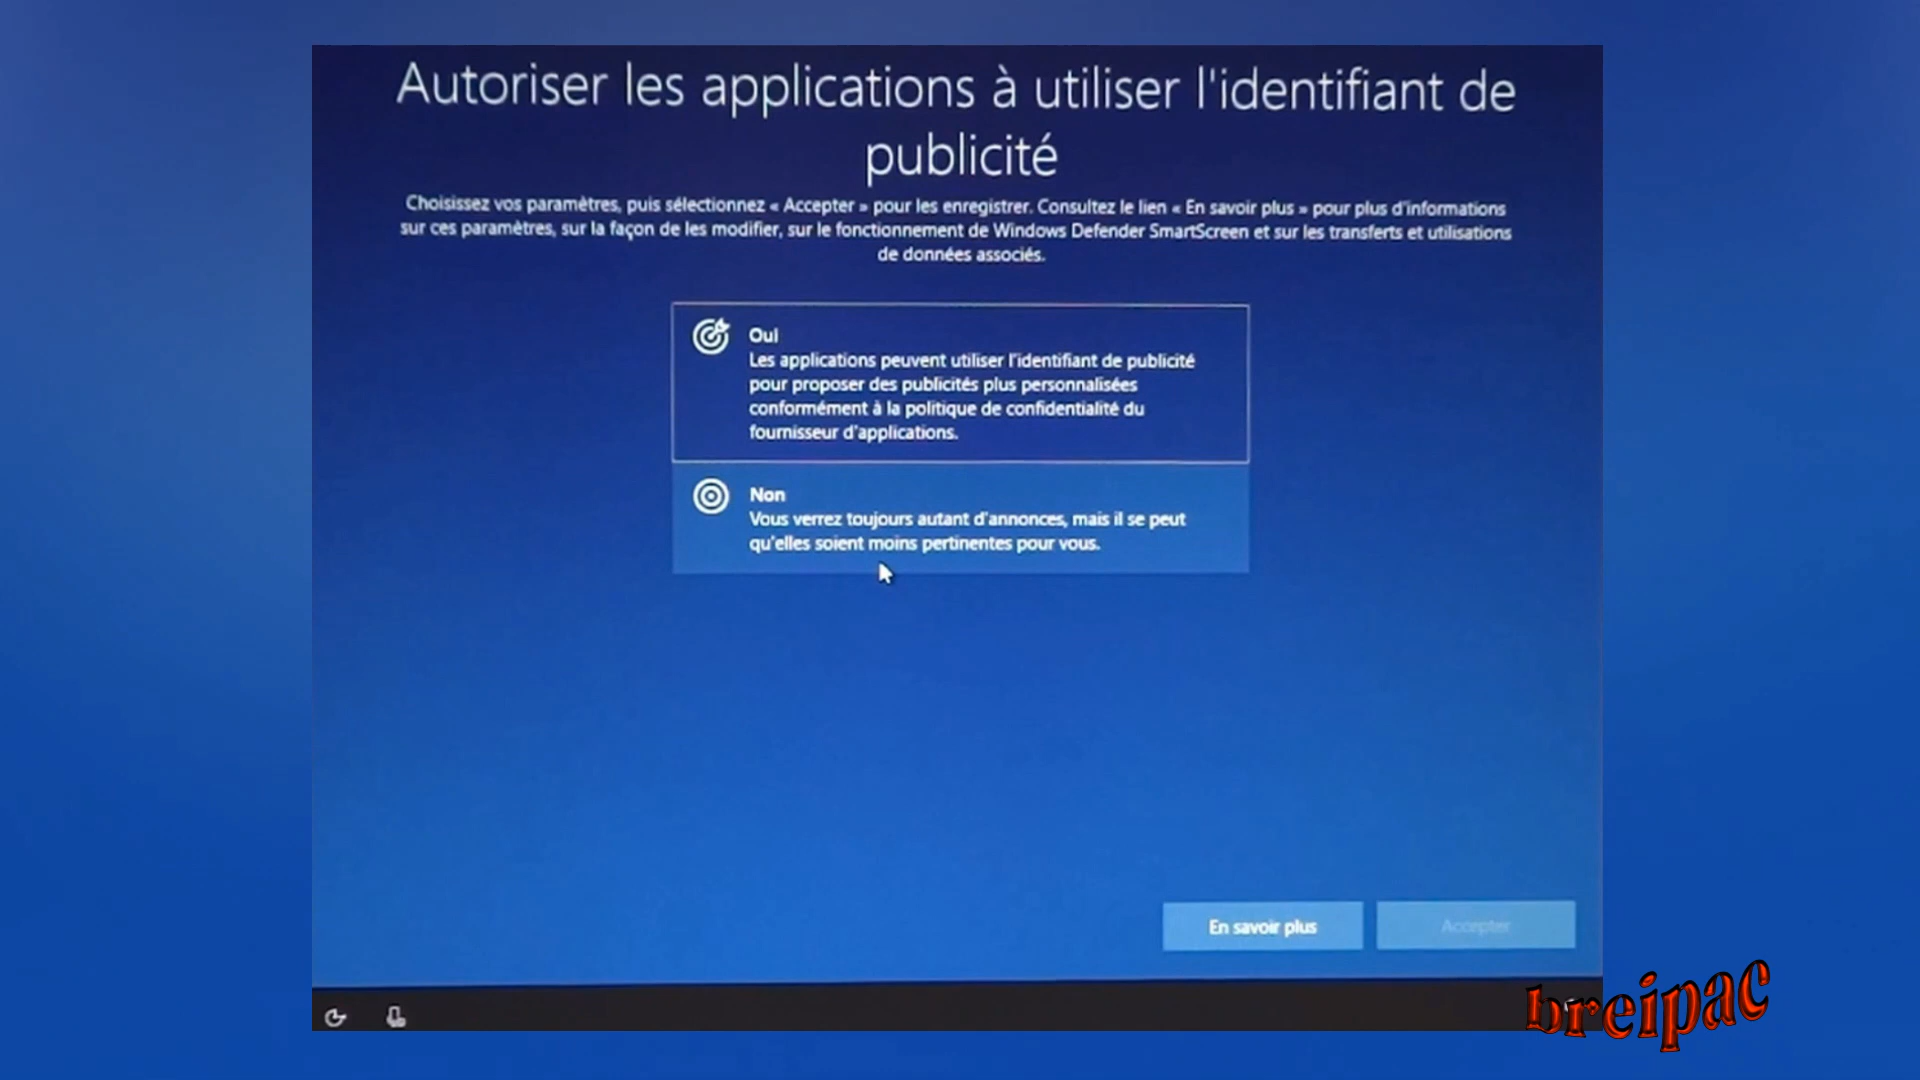 Autoriser les applications à utiliser l'identifiant de
publicité
Choisissez vos paramètres, puis sélectionnez « Accepter » pour les enregistrer. Consultez le lien « En savoir plus » pour plus d'informations
sur ces paramètres, sur la façon de les modifier, sur le fonctionnement de Windows Defender SmartScreen et sur les transferts et utilisations
de données associés.
Oui
Les applications peuvent utiliser l'identifiant de publicité
pour proposer des publicités plus personnalisées
conformément à la politique de confidentialité du
fournisseur d'applications.
Non
Vous verrez toujours autant d'annonces, mais il se peut
qu'elles soient moins pertinentes pour vous.
En savoir plus
Accepter
breipac